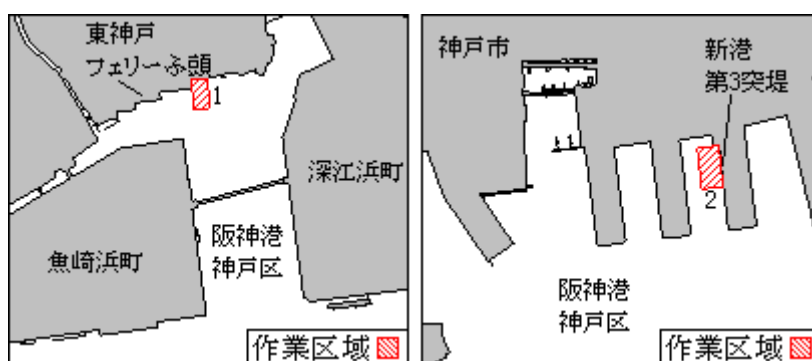 東神戸
フェリーふ頭
1
深江浜町
魚崎浜町
阪神港
神戸区
作業区域
神戸市
新港
第3突堤
2
阪神港
神戸区
作業区域